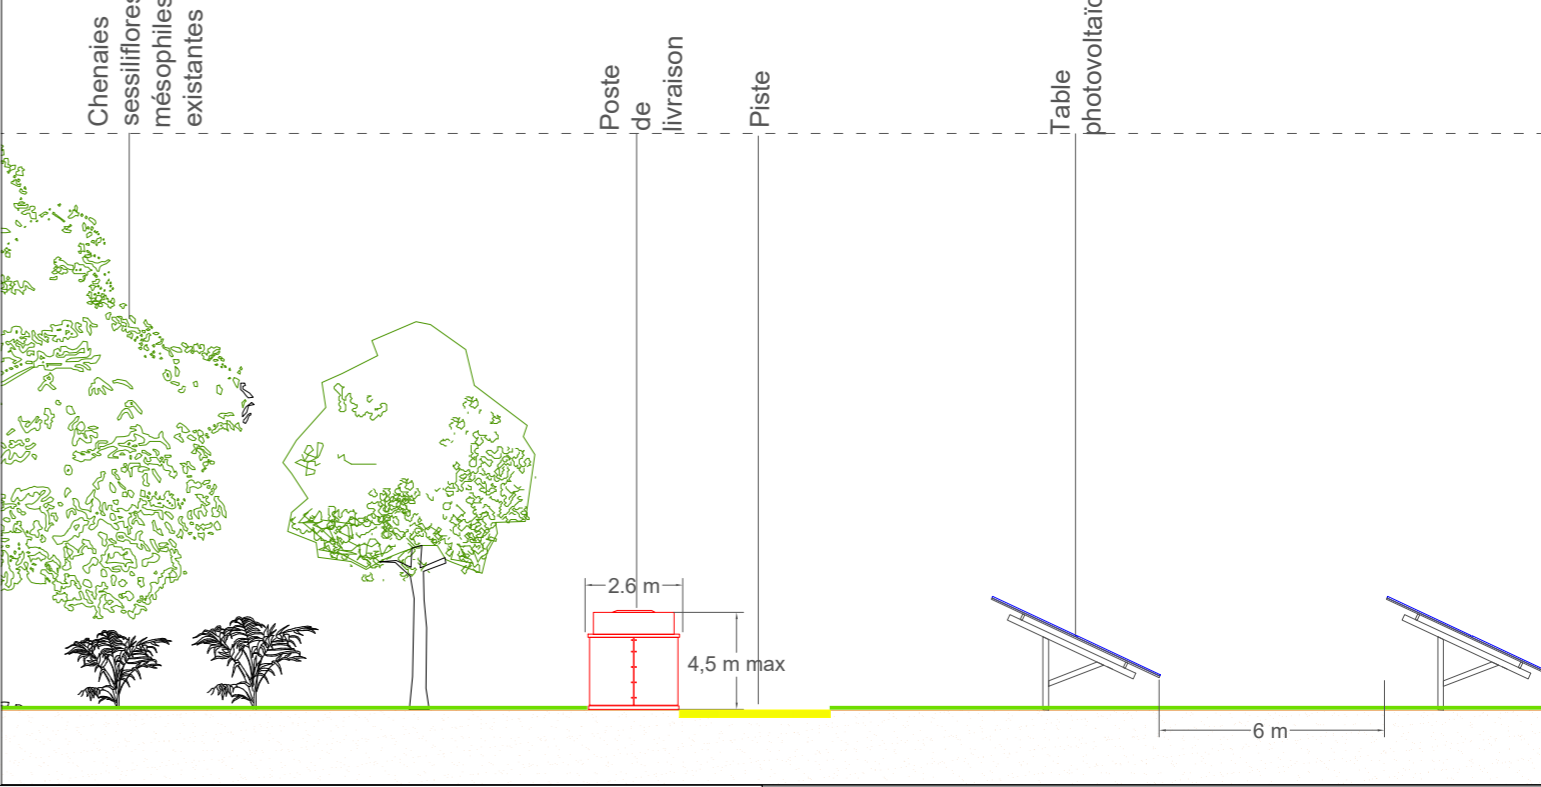 Chenaies
sessiliflores
mésophiles
existantes
Poste
de
livraison
Piste
Table
2.6 m
4,5 m max
6 m